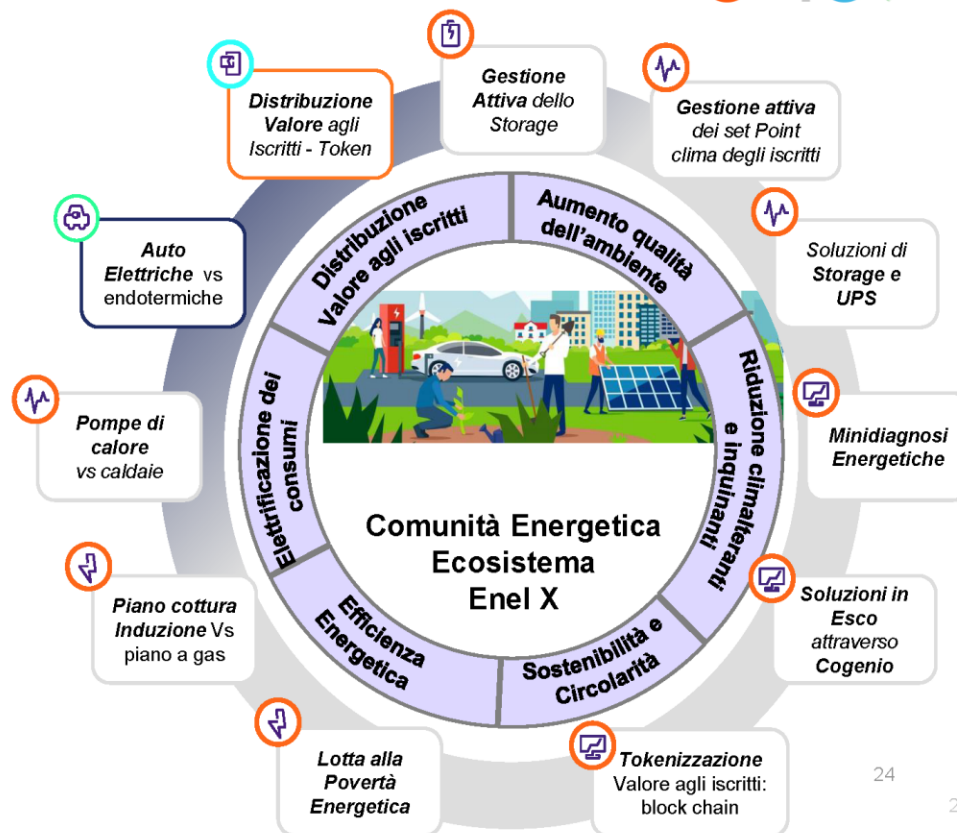 Gestione
Attiva dello
Storage
Gestione attiva
dei set Point
clima degli iscritti
Soluzioni di
Storage e
UPS
Minidiagnosi
Energetiche
Soluzioni in
Esco
attraverso
Cogenio
Tokenizzazione
Valore agli iscritti:
block chain
Lotta alla
Povertà
Energetica
Piano cottura
Induzione Vs
piano a gas
Pompe di
calore
vs caldaie
Auto
Elettriche vs
endotermiche
Distribuzione
Valore agli
Iscritti - Token
Distribuzione
Valore agli iscritti
Aumento qualità
dell'ambiente
Riduzione climalteranti
e inquinanti
Sostenibilità e
Circolarità
Efficienza
Energetica
Elettrificazione dei
consumi
Comunità Energetica
Ecosistema
Enel X
24
2